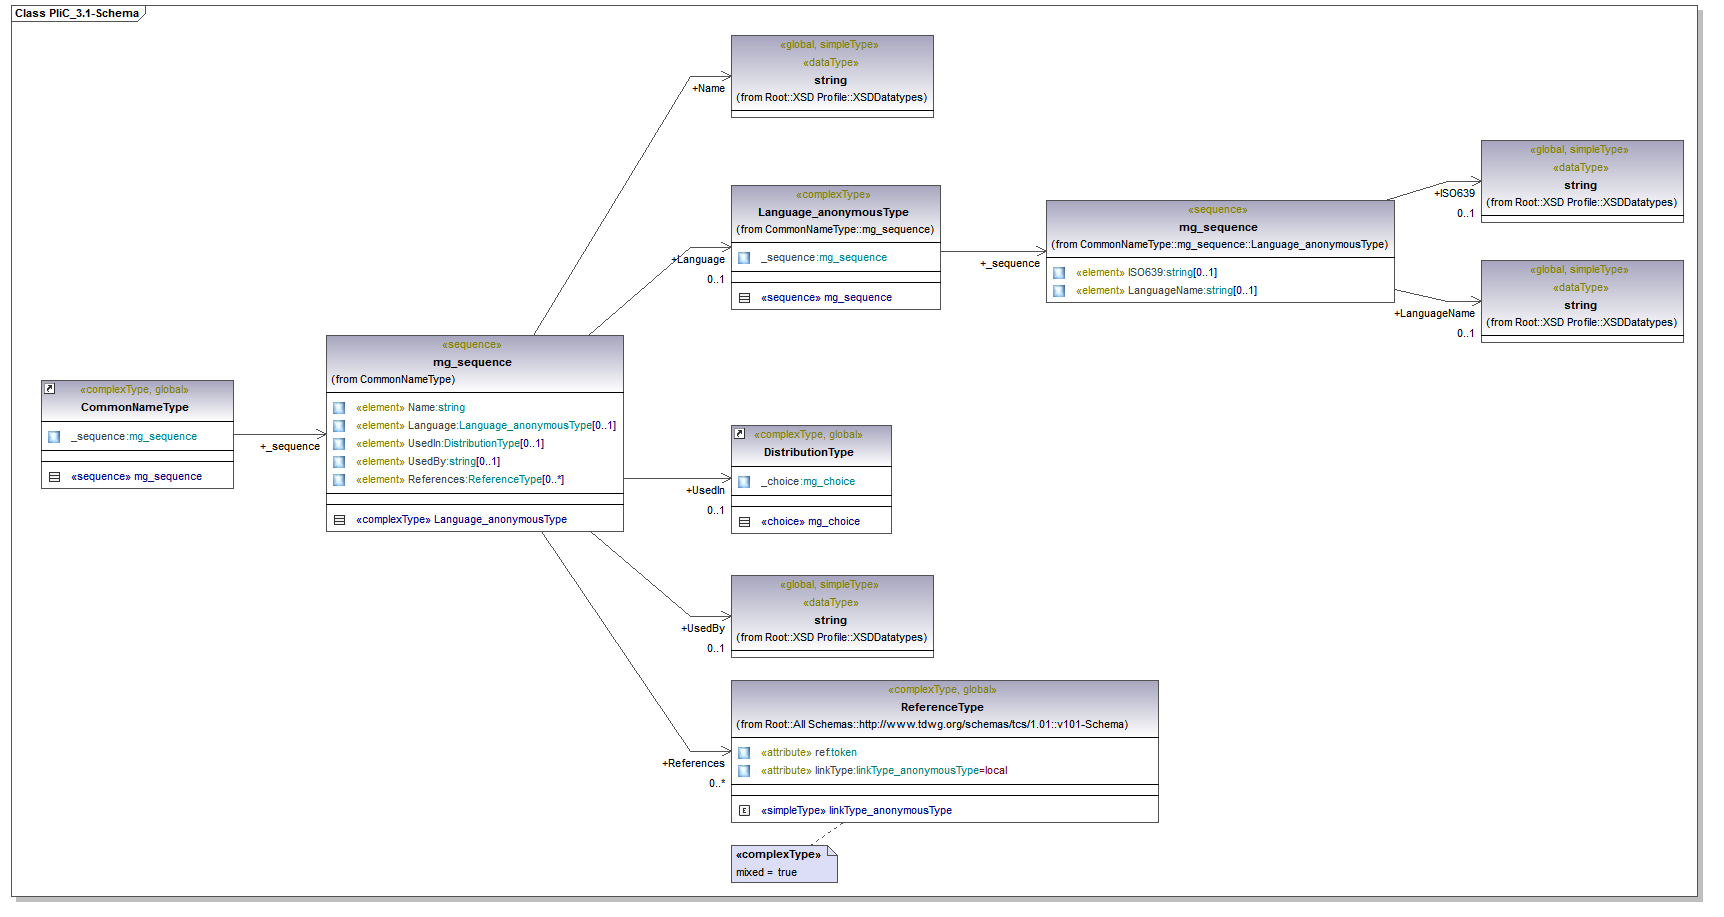 Class PliC_3.1-Schema
«global, simpleType»
«dataType»
string
(from Root::XSD Profile::XSDDatatypes)
+Name
«complexType»
Language_anonymousType
(from CommonNameType::mg_sequence)
_sequence:mg_sequence
«sequence» mg_sequence
+Language
0..1
+_sequence
«sequence»
mg_sequence
(from CommonNameType::mg_sequence::Language_anonymousType)
«element» ISO639:string[0..1]
«element» LanguageName:string[0..1]
«global, simpleType»
«dataType»
string
(from Root::XSD Profile::XSDDatatypes)
+ISO639
0..1
«global, simpleType»
«dataType»
string
(from Root::XSD Profile::XSDDatatypes)
+LanguageName
0..1
«complexType, global»
CommonNameType
_sequence:mg_sequence
«sequence» mg_sequence
+_sequence
«sequence»
mg_sequence
(from CommonNameType)
«element» Name:string
«element» Language:Language_anonymousType[0..1]
«element» UsedIn:DistributionType[0..1]
«element» UsedBy:string[0..1]
«element» References:ReferenceType[0..*]
«complexType» Language_anonymousType
«complexType, global»
DistributionType
_choice:mg_choice
«choice» mg_choice
+UsedIn
0..1
«global, simpleType»
«dataType»
string
(from Root::XSD Profile::XSDDatatypes)
+UsedBy
0..1
«complexType, global»
ReferenceType
(from Root::All Schemas::http://www.tdwg.org/schemas/tcs/1.01::v101-Schema)
«attribute» ref:token
«attribute» linkType:linkType_anonymousType=local
E «simpleType» linkType_anonymousType
+References
0..*
«complexType»
mixed = true